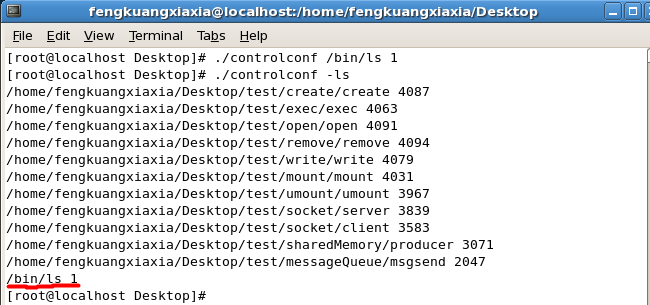 fengkuangxiaxia@localhost:/home/fengkuangxiaxia/Desktop
File Edit View Terminal Tabs Help
[root@localhost Desktop]# ./controlconf /bin/ls 1
[root@localhost Desktop]# ./controlconf -ls
/home/fengkuangxiaxia/Desktop/test/create/create 4087
/home/fengkuangxiaxia/Desktop/test/exec/exec 4063
/home/fengkuangxiaxia/Desktop/test/open/open 4091
/home/fengkuangxiaxia/Desktop/test/remove/remove 4094
/home/fengkuangxiaxia/Desktop/test/write/write 4079
/home/fengkuangxiaxia/Desktop/test/mount/mount 4031
/home/fengkuangxiaxia/Desktop/test/umount/umount 3967
/home/fengkuangxiaxia/Desktop/test/socket/server 3839
/home/fengkuangxiaxia/Desktop/test/socket/client 3583
/home/fengkuangxiaxia/Desktop/test/sharedMemory/producer 3071
/home/fengkuangxiaxia/Desktop/test/messageQueue/msgsend 2047
/bin/ls 1
[root@localhost Desktop]#